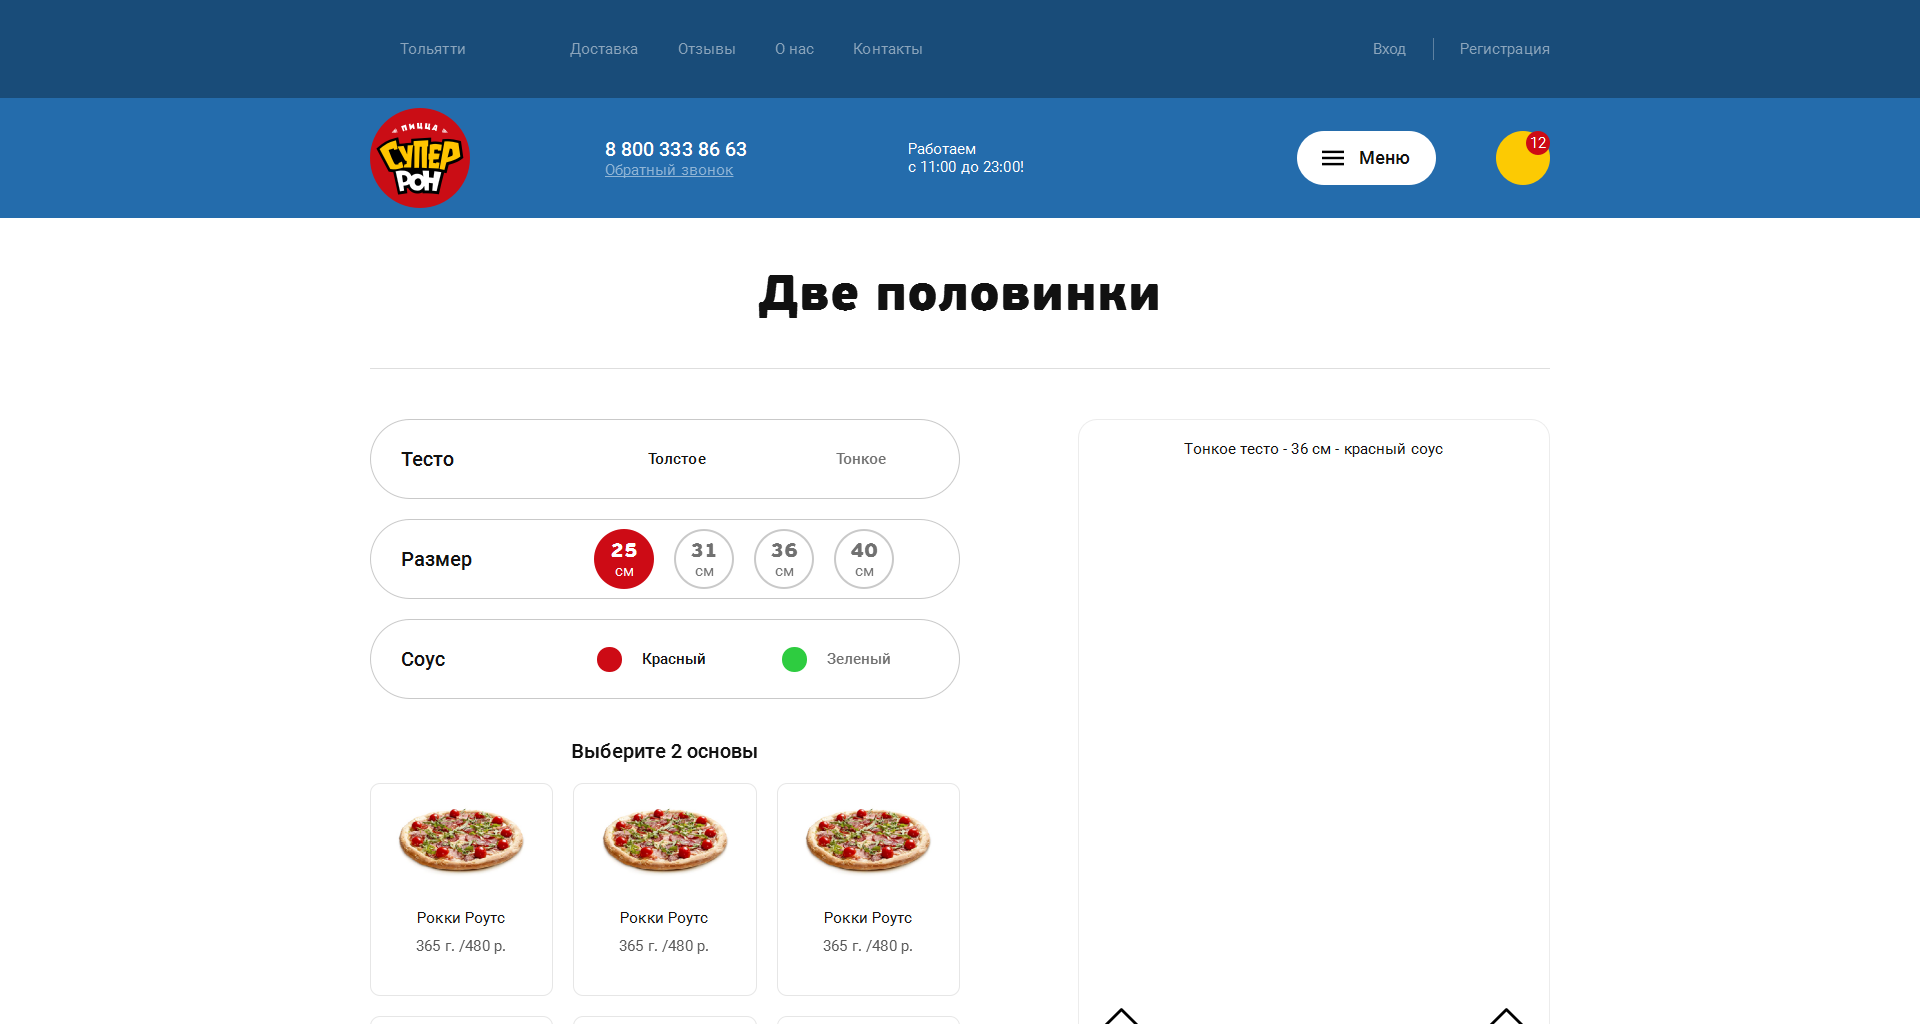 Тольятти
Доставка
Отзывы
О нас
Контакты
Вход
Регистрация
ПИЦЦА
СУПЕР
РОН
8 800 333 86 63
Обратный звонок
Работаем
с 11:00 до 23:00!
Меню
12
Две половинки
Тесто
Толстое
Тонкое
Размер
25
см
31
см
36
см
40
см
Соус
Красный
Зеленый
Тонкое тесто - 36 см - красный соус
Выберите 2 основы
Рокки Роутс
365 г. /480 р.
Рокки Роутс
365 г. /480 р.
Рокки Роутс
365 г. /480 р.